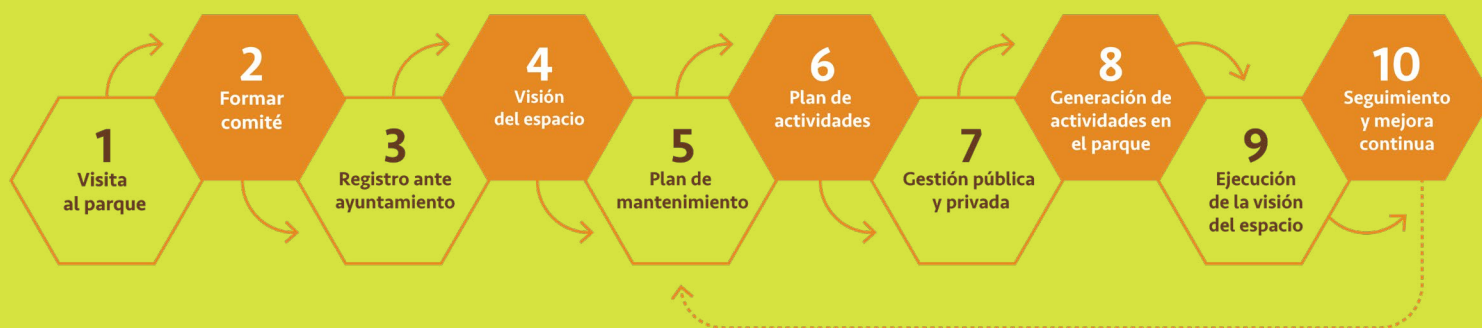 1
Visita
al parque
2
Formar
comité
3
Registro ante
ayuntamiento
4
Visión
del espacio
5
Plan de
mantenimiento
6
Plan de
actividades
7
Gestión pública
y privada
8
Generación de
actividades en
el parque
9
Ejecución
de la visión
del espacio
10
Seguimiento
y mejora
continua